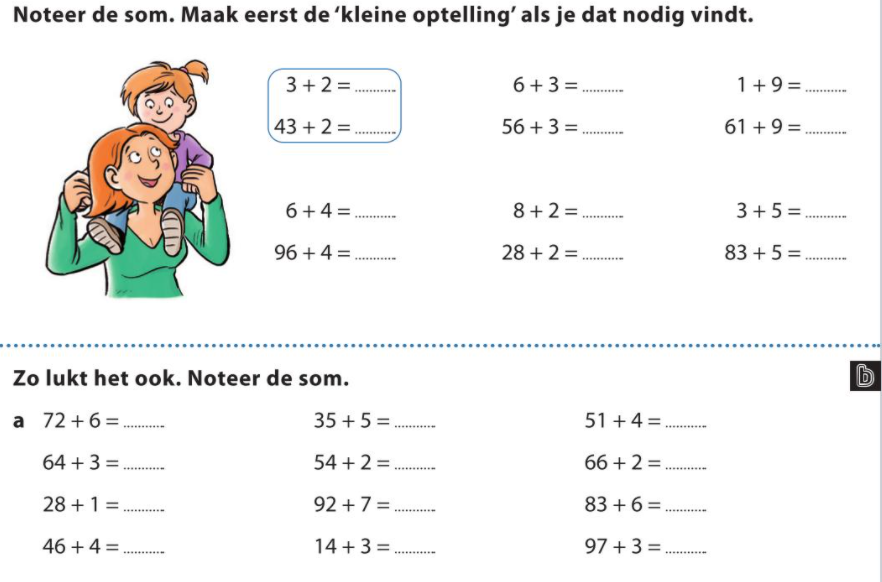 Noteer de som. Maak eerst de ‘kleine optelling’ als je dat nodig vindt.
3 + 2 = ........... 6 + 3 = ........... 1 + 9 = ...........
43 + 2 = ........... 56 + 3 = ........... 61 + 9 = ...........
6 + 4 = ........... 8 + 2 = ........... 3 + 5 = ...........
96 + 4 = ........... 28 + 2 = ........... 83 + 5 = ...........
Zo lukt het ook. Noteer de som.
b
a 72 + 6 = ........... 35 + 5 = ........... 51 + 4 = ...........
64 + 3 = ........... 54 + 2 = ........... 66 + 2 = ...........
28 + 1 = ........... 92 + 7 = ........... 83 + 6 = ...........
46 + 4 = ........... 14 + 3 = ........... 97 + 3 = ...........